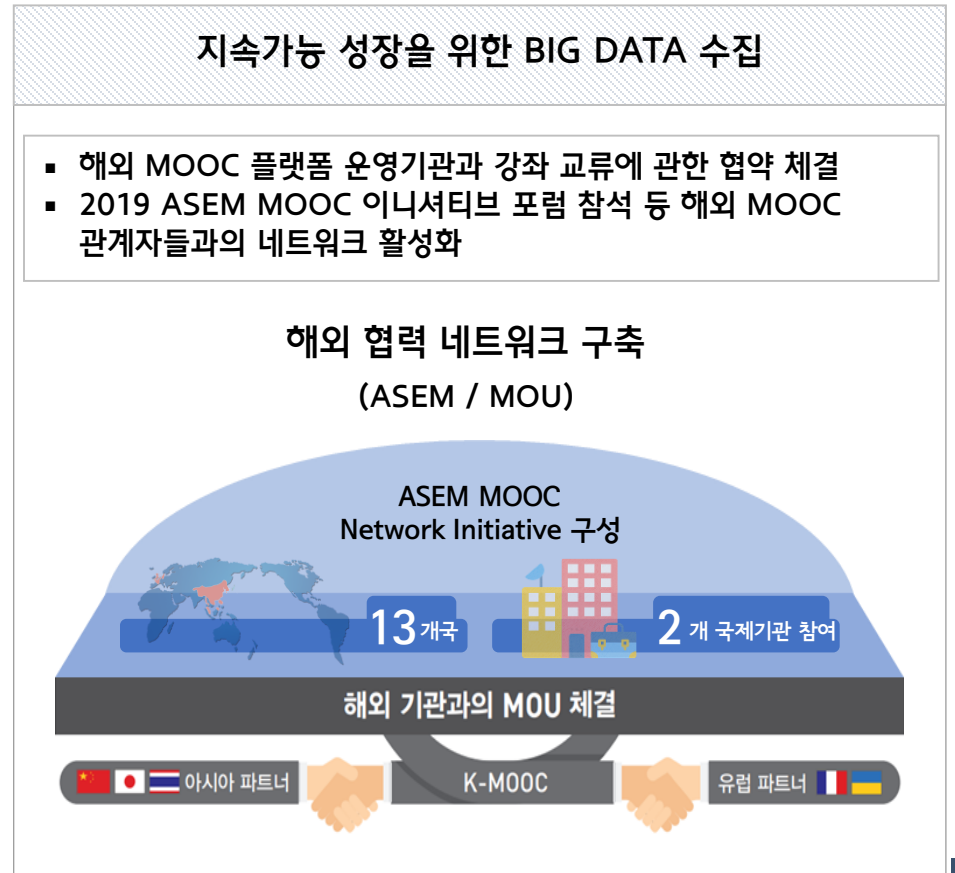 지속가능 성장을 위한 BIG DATA 수집
▪ 해외 MOOC 플랫폼 운영기관과 강좌 교류에 관한 협약 체결
▪ 2019 ASEM MOOC 이니셔티브 포럼 참석 등 해외 MOOC
관계자들과의 네트워크 활성화
해외 협력 네트워크 구축
(ASEM / MOU)
ASEM MOOC
Network Initiative 구성
13개국
2 개 국제기관 참여
해외 기관과의 MOU 체결
아시아 파트너
K-MOOC
유럽 파트너